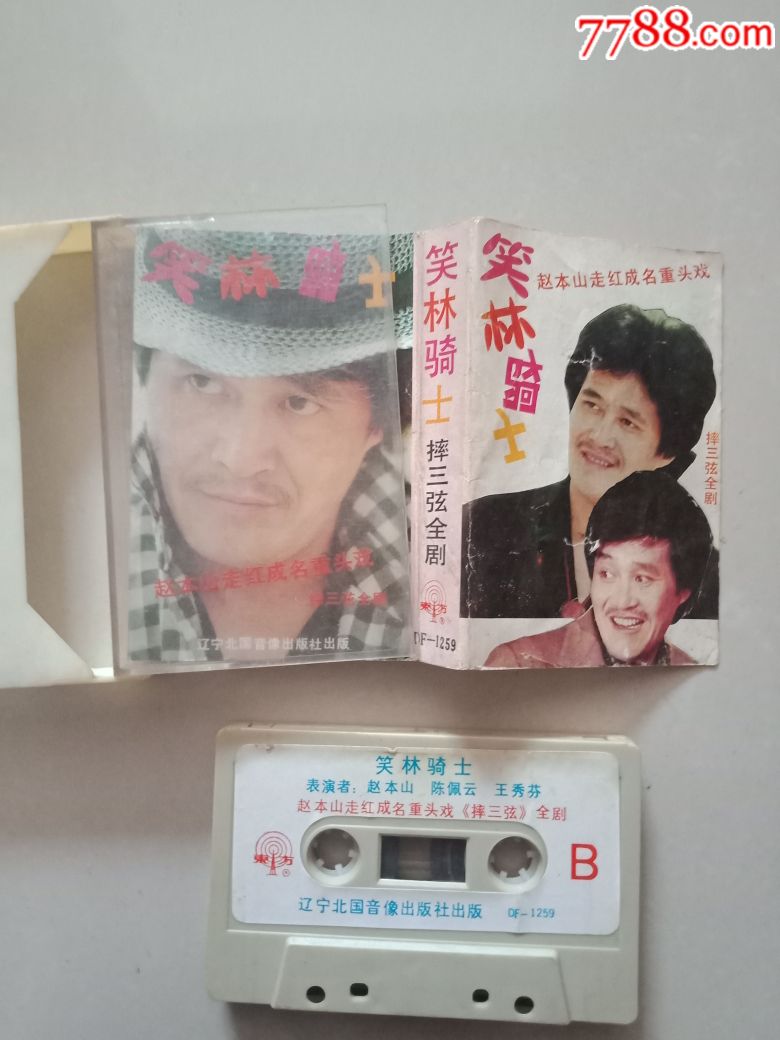 7788.com
笑林骑士
赵本山走红成名重头戏
摔三弦全剧
辽宁北国音像出版社出版
笑林骑士
摔三弦全剧
東方
®
DF-1259
赵本山走红成名重头戏
笑林骑士
摔三弦全剧
笑林骑士
表演者：赵本山 陈佩云 王秀芬
赵本山走红成名重头戏《摔三弦》全剧
東方
®
B
辽宁北国音像出版社出版 DF-1259